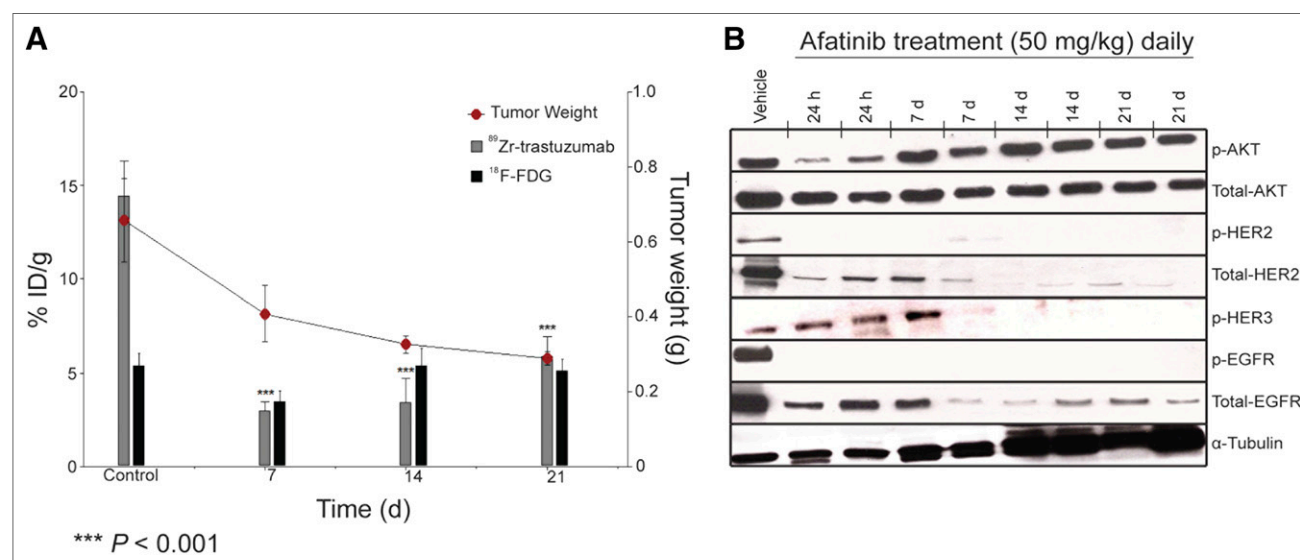 A
20
15
10
5
0
% ID/g
Tumor Weight
⁸⁹Zr-trastuzumab
¹⁸F-FDG
1.0
0.8
0.6
0.4
0.2
0
Tumor weight (g)
***
***
***
Control
7
14
21
Time (d)
*** P < 0.001
B
Afatinib treatment (50 mg/kg) daily
Vehicle
24 h
24 h
7 d
7 d
14 d
14 d
21 d
21 d
p-AKT
Total-AKT
p-HER2
Total-HER2
p-HER3
p-EGFR
Total-EGFR
α-Tubulin